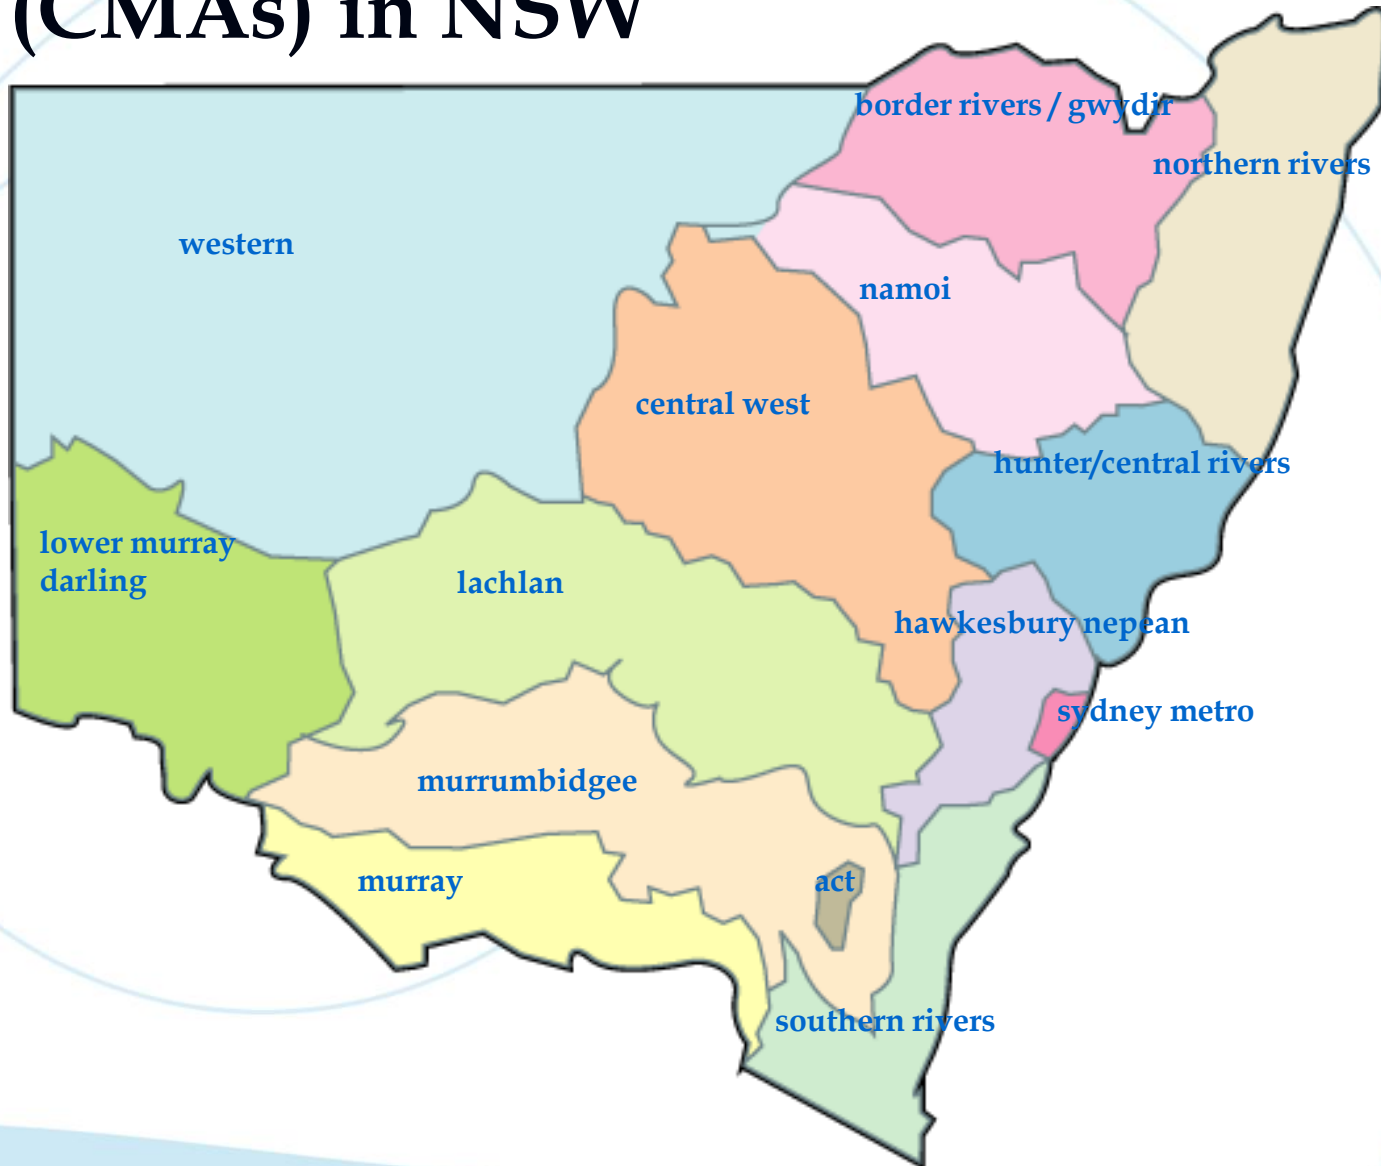 (CMAs) in NSW
border rivers / gwydir
northern rivers
western
namoi
central west
hunter/central rivers
lower murray
darling
lachlan
hawkesbury nepean
sydney metro
murrumbidgee
murray
act
southern rivers